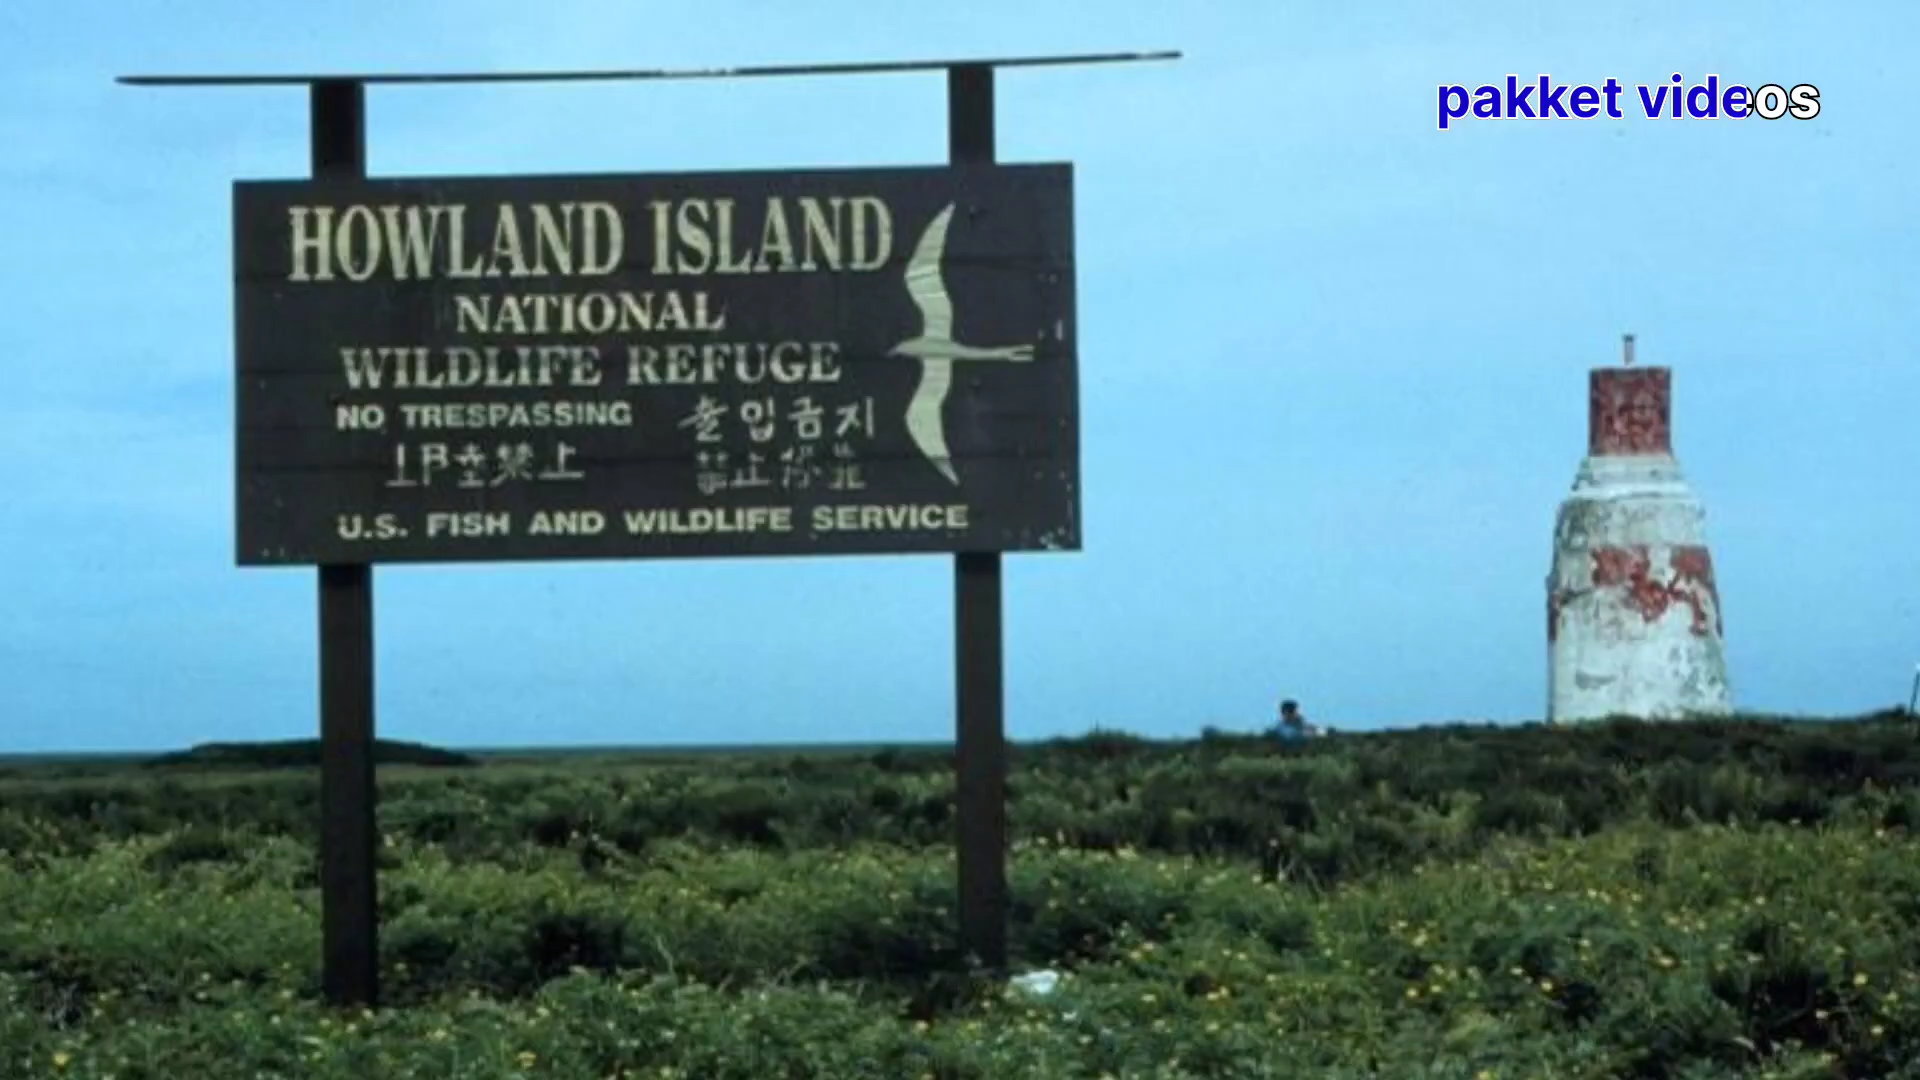 pakket videos
HOWLAND ISLAND
NATIONAL
WILDLIFE REFUGE
NO TRESPASSING 출입금지
U.S. FISH AND WILDLIFE SERVICE